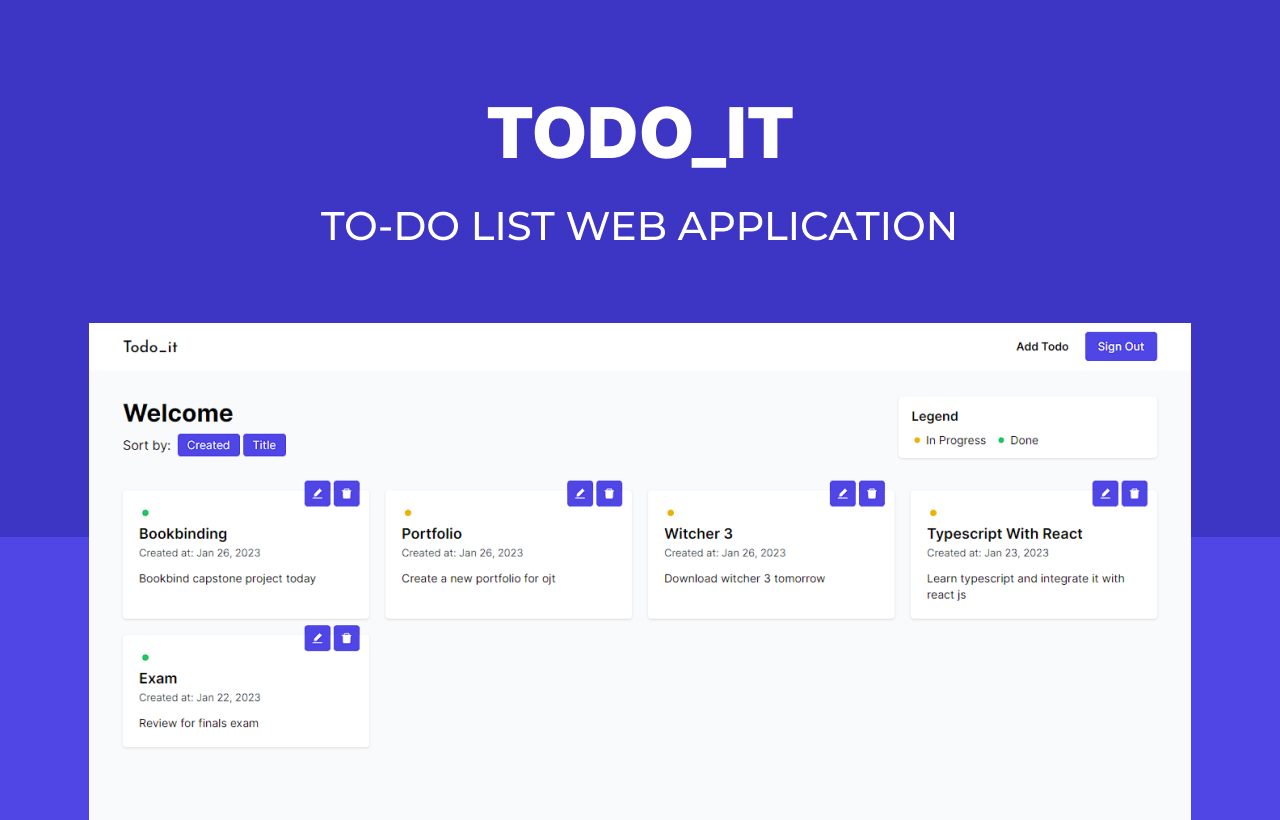 TODO_IT
TO-DO LIST WEB APPLICATION
Todo_it
Add Todo
Sign Out
Welcome
Sort by: Created Title
Legend
In Progress Done
Bookbinding
Created at: Jan 26, 2023
Bookbind capstone project today
Portfolio
Created at: Jan 26, 2023
Create a new portfolio for ojt
Witcher 3
Created at: Jan 26, 2023
Download witcher 3 tomorrow
Typescript With React
Created at: Jan 23, 2023
Learn typescript and integrate it with
react js
Exam
Created at: Jan 22, 2023
Review for finals exam